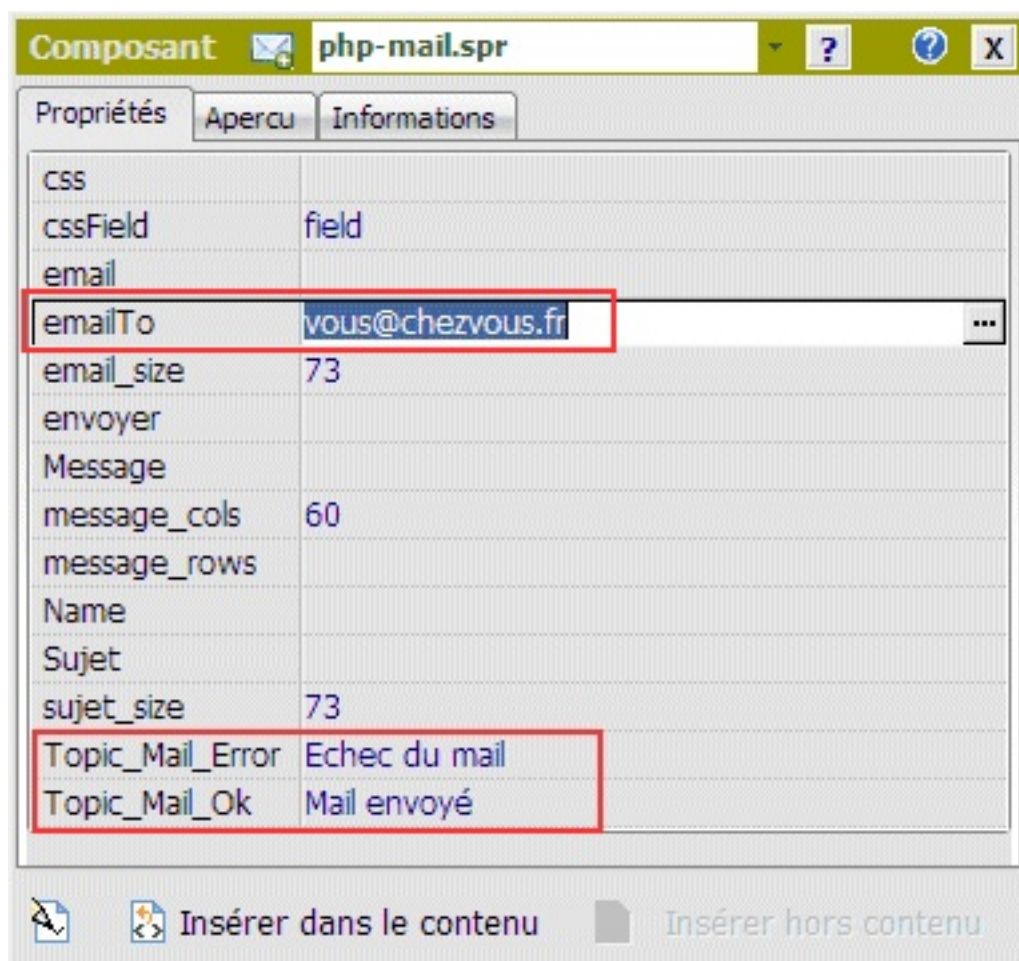 Composant php-mail.spr ? ? X
Propriétés Apercu Informations
css
cssField field
email
emailTo vous@chezvous.fr ...
email_size 73
envoyer
Message
message_cols 60
message_rows
Name
Sujet
sujet_size 73
Topic_Mail_Error Echec du mail
Topic_Mail_Ok Mail envoyé
Insérer dans le contenu Insérer hors contenu